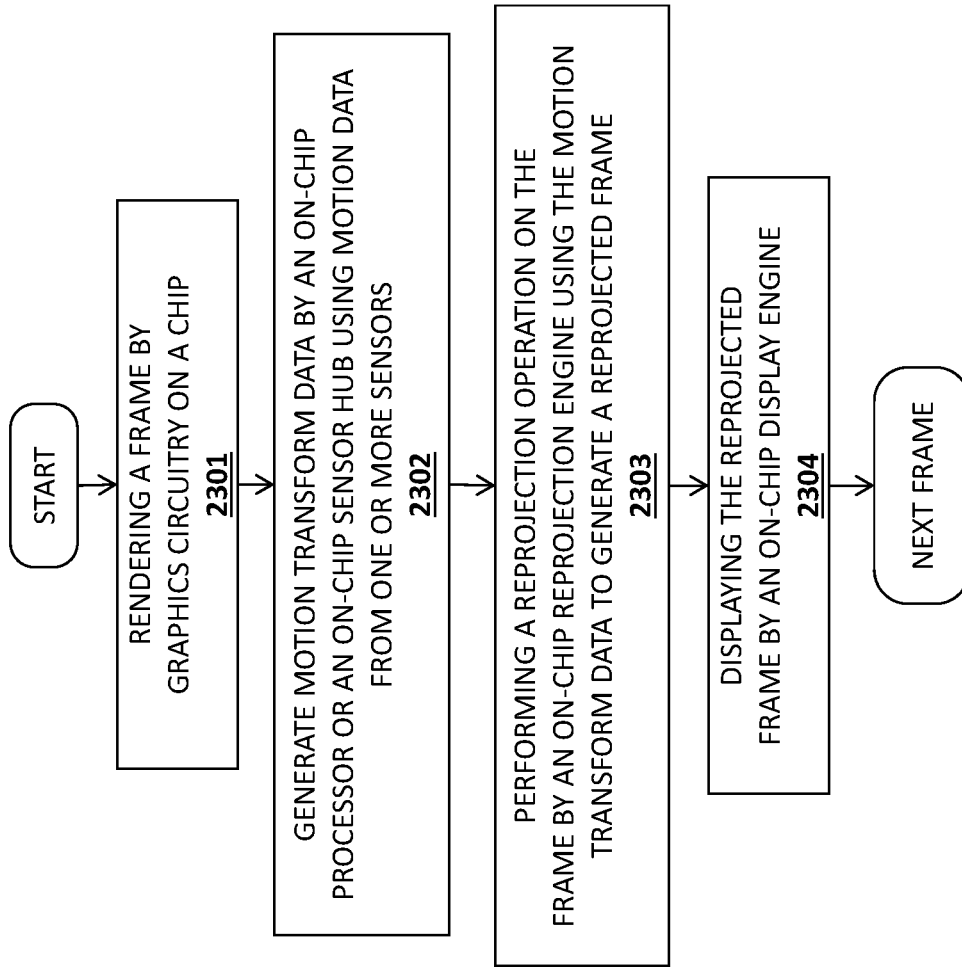 START
RENDERING A FRAME BY
GRAPHICS CIRCUITRY ON A CHIP
2301
GENERATE MOTION TRANSFORM DATA BY AN ON-CHIP
PROCESSOR OR AN ON-CHIP SENSOR HUB USING MOTION DATA
FROM ONE OR MORE SENSORS
2302
PERFORMING A REPROJECTION OPERATION ON THE
FRAME BY AN ON-CHIP REPROJECTION ENGINE USING THE MOTION
TRANSFORM DATA TO GENERATE A REPROJECTED FRAME
2303
DISPLAYING THE REPROJECTED
FRAME BY AN ON-CHIP DISPLAY ENGINE
2304
NEXT FRAME